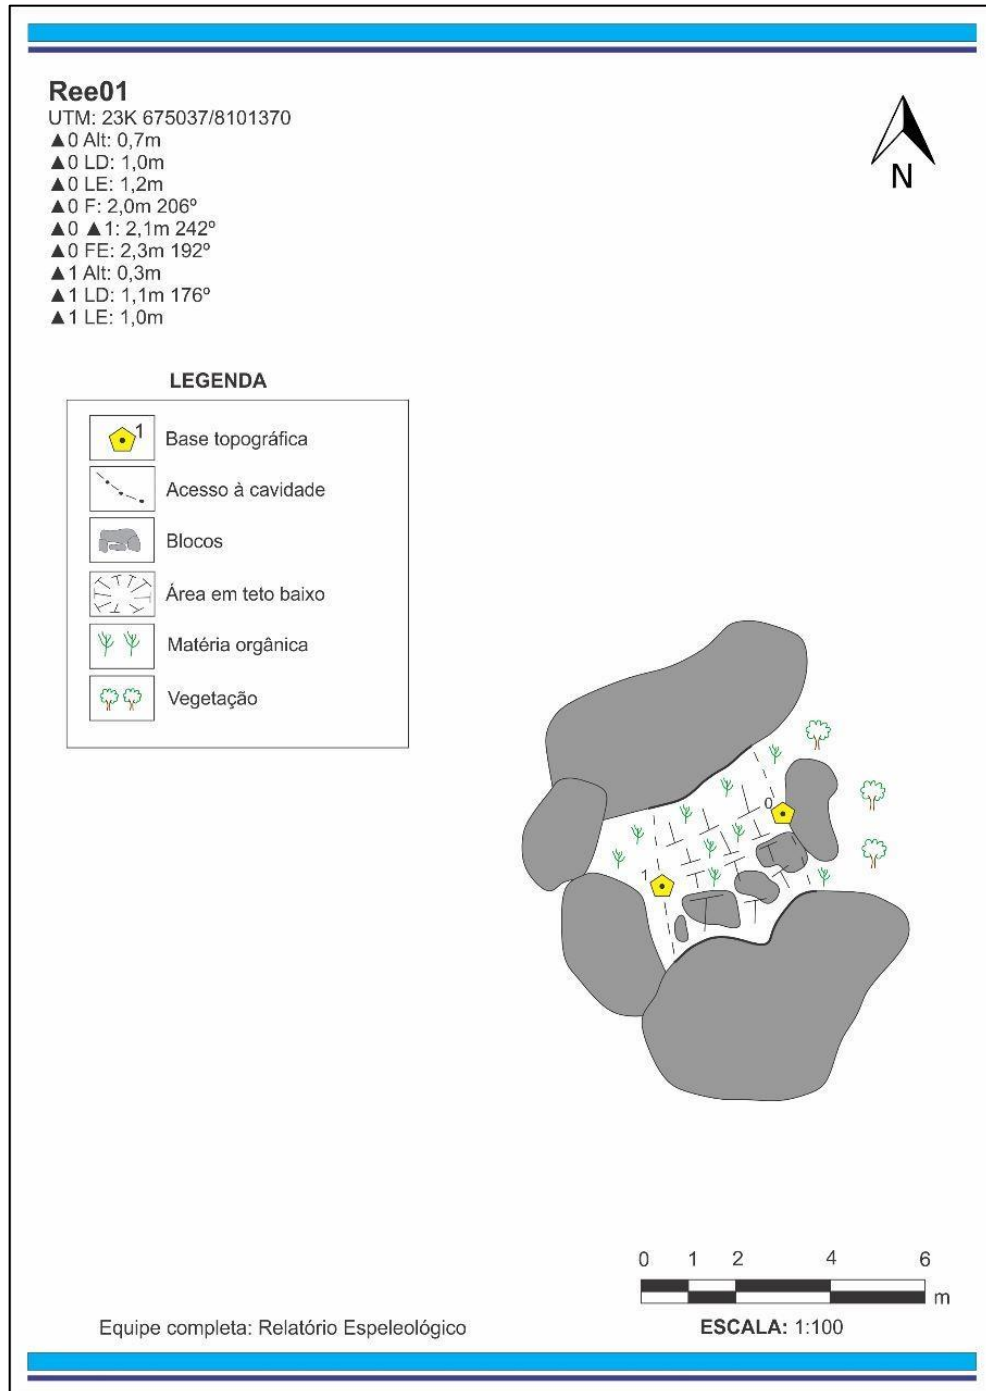 Ree01
UTM: 23K 675037/8101370
▲0 Alt: 0,7m
▲0 LD: 1,0m
▲0 LE: 1,2m
▲0 F: 2,0m 206º
▲0 ▲1: 2,1m 242º
▲0 FE: 2,3m 192º
▲1 Alt: 0,3m
▲1 LD: 1,1m 176º
▲1 LE: 1,0m
N
LEGENDA
1
Base topográfica
Acesso à cavidade
Blocos
Área em teto baixo
Matéria orgânica
Vegetação
0
1
0 1 2 4 6
m
Equipe completa: Relatório Espeleológico
ESCALA: 1:100